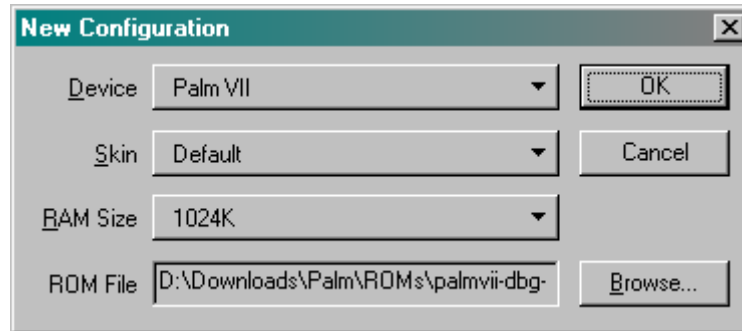 New Configuration
Device Palm VII OK
Skin Default Cancel
RAM Size 1024K
ROM File D:\Downloads\Palm\ROMs\palmvii-dbg- Browse...